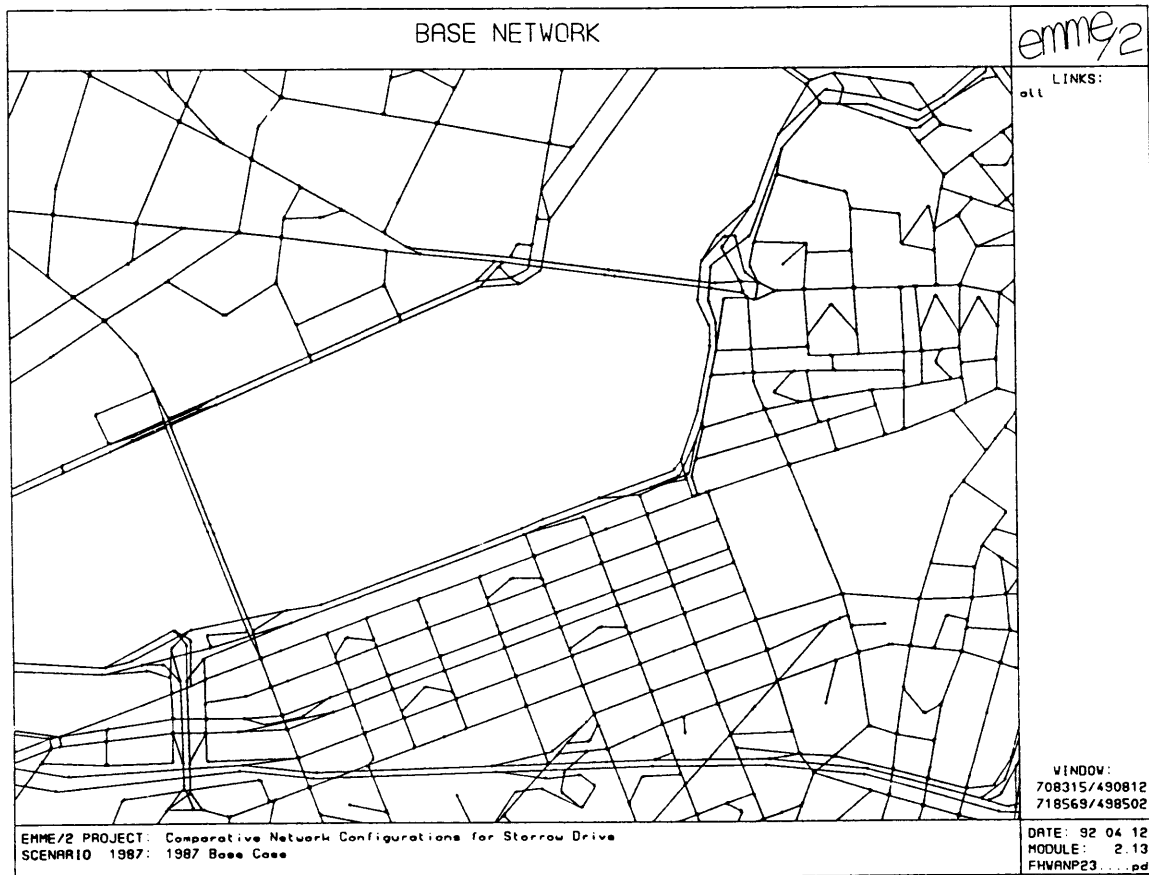 BASE NETWORK
emme/2
LINKS:
all
WINDOW:
708315/490812
718569/498502
EMME/2 PROJECT: Comparative Network Configurations for Storrow Drive
SCENARIO 1987: 1987 Base Case
DATE: 92 04 12
MODULE: 2.13
FHWANP23....pd